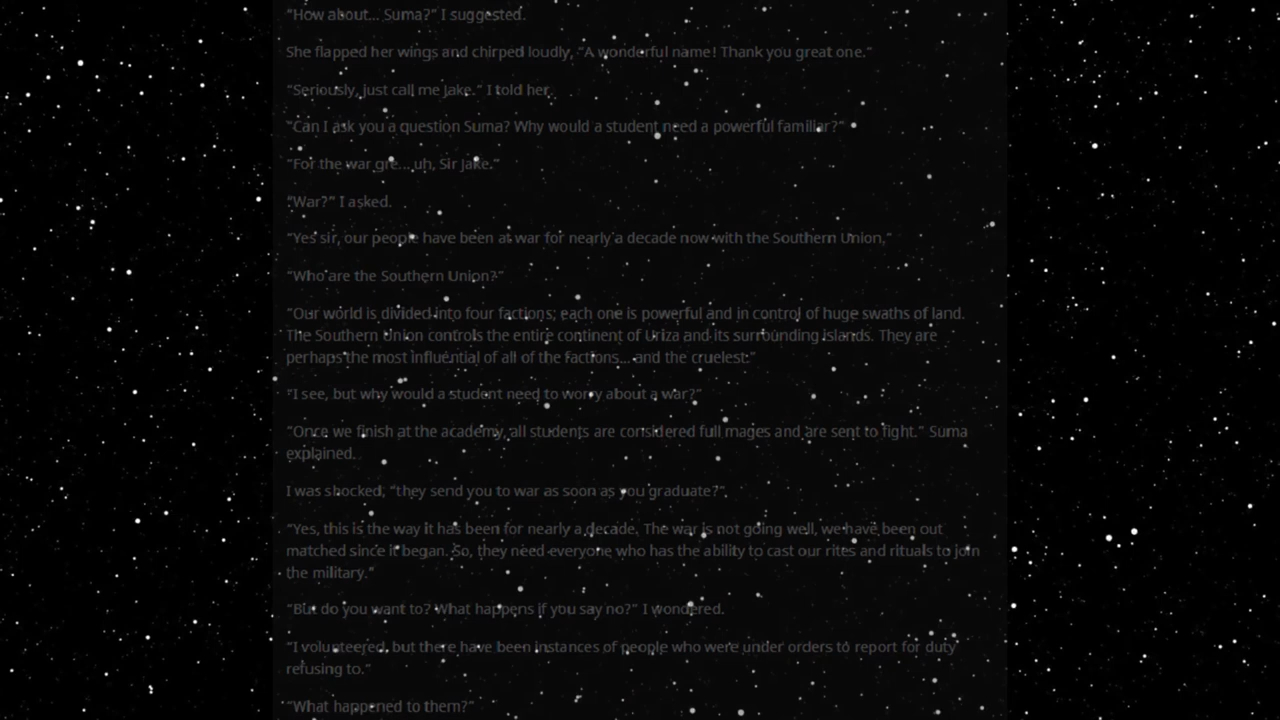 “How about... Suma?” I suggested.
She flapped her wings and chirped loudly, “A wonderful name! Thank you great one.”
“Seriously, just call me Jake.” I told her.
“Can I ask you a question Suma? Why would a student need a powerful familiar?”
“For the war gre... uh, Sir Jake.”
“War?” I asked.
“Yes sir, our people have been at war for nearly a decade now with the Southern Union.”
“Who are the Southern Union?”
“Our world is divided into four factions; each one is powerful and in control of huge swaths of land.
The Southern Union controls the entire continent of Uriza and its surrounding islands. They are
perhaps the most influential of all of the factions... and the cruelest.”
“I see, but why would a student need to worry about a war?”
“Once we finish at the academy, all students are considered full mages and are sent to fight.” Suma
explained.
I was shocked, “they send you to war as soon as you graduate?”.
“Yes, this is the way it has been for nearly a decade. The war is not going well, we have been out
matched since it began. So, they need everyone who has the ability to cast our rites and rituals to join
the military.”
“But do you want to? What happens if you say no?” I wondered.
“I volunteered, but there have been instances of people who were under orders to report for duty
refusing to.”
“What happened to them?”